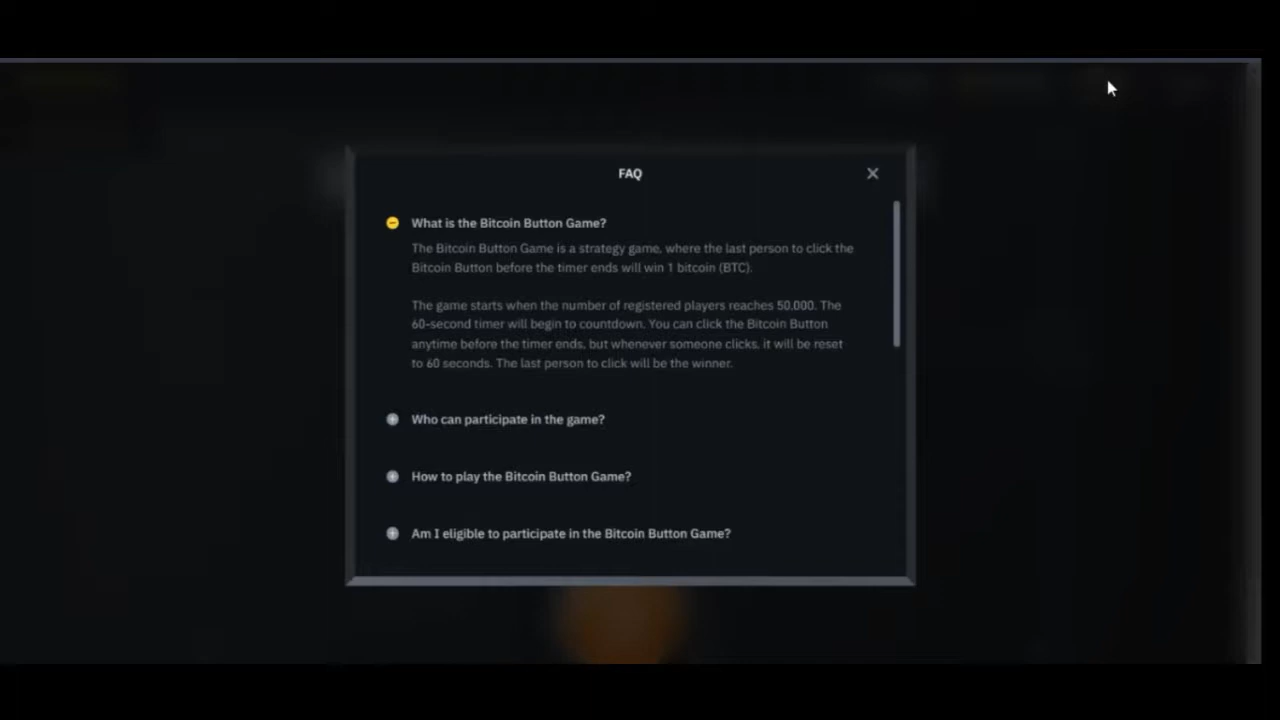 FAQ
What is the Bitcoin Button Game?
The Bitcoin Button Game is a strategy game, where the last person to click the
Bitcoin Button before the timer ends will win 1 bitcoin (BTC).
The game starts when the number of registered players reaches 50,000. The
60-second timer will begin to countdown. You can click the Bitcoin Button
anytime before the timer ends, but whenever someone clicks, it will be reset
to 60 seconds. The last person to click will be the winner.
Who can participate in the game?
How to play the Bitcoin Button Game?
Am I eligible to participate in the Bitcoin Button Game?